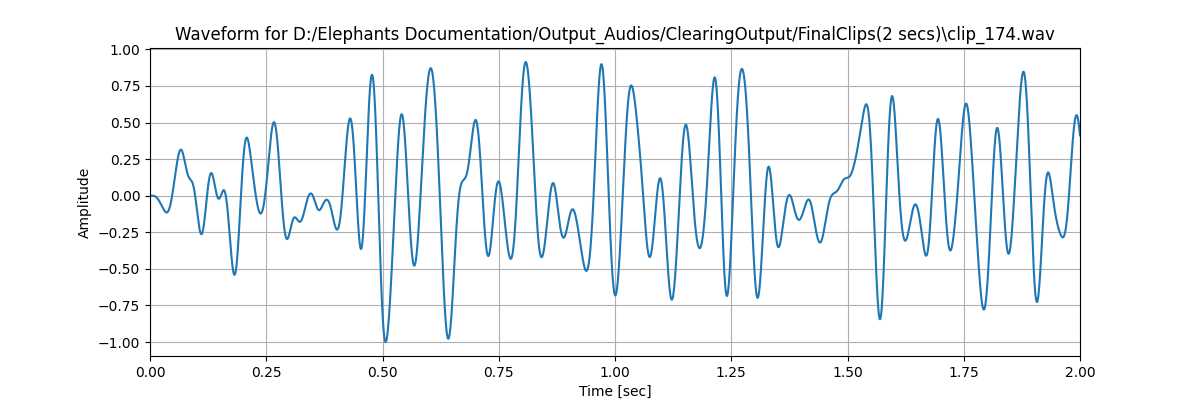 Waveform for D:/Elephants Documentation/Output_Audios/ClearingOutput/FinalClips(2 secs)\clip_174.wav
1.00
0.75
0.50
0.25
0.00
−0.25
−0.50
−0.75
−1.00
Amplitude
0.00 0.25 0.50 0.75 1.00 1.25 1.50 1.75 2.00
Time [sec]